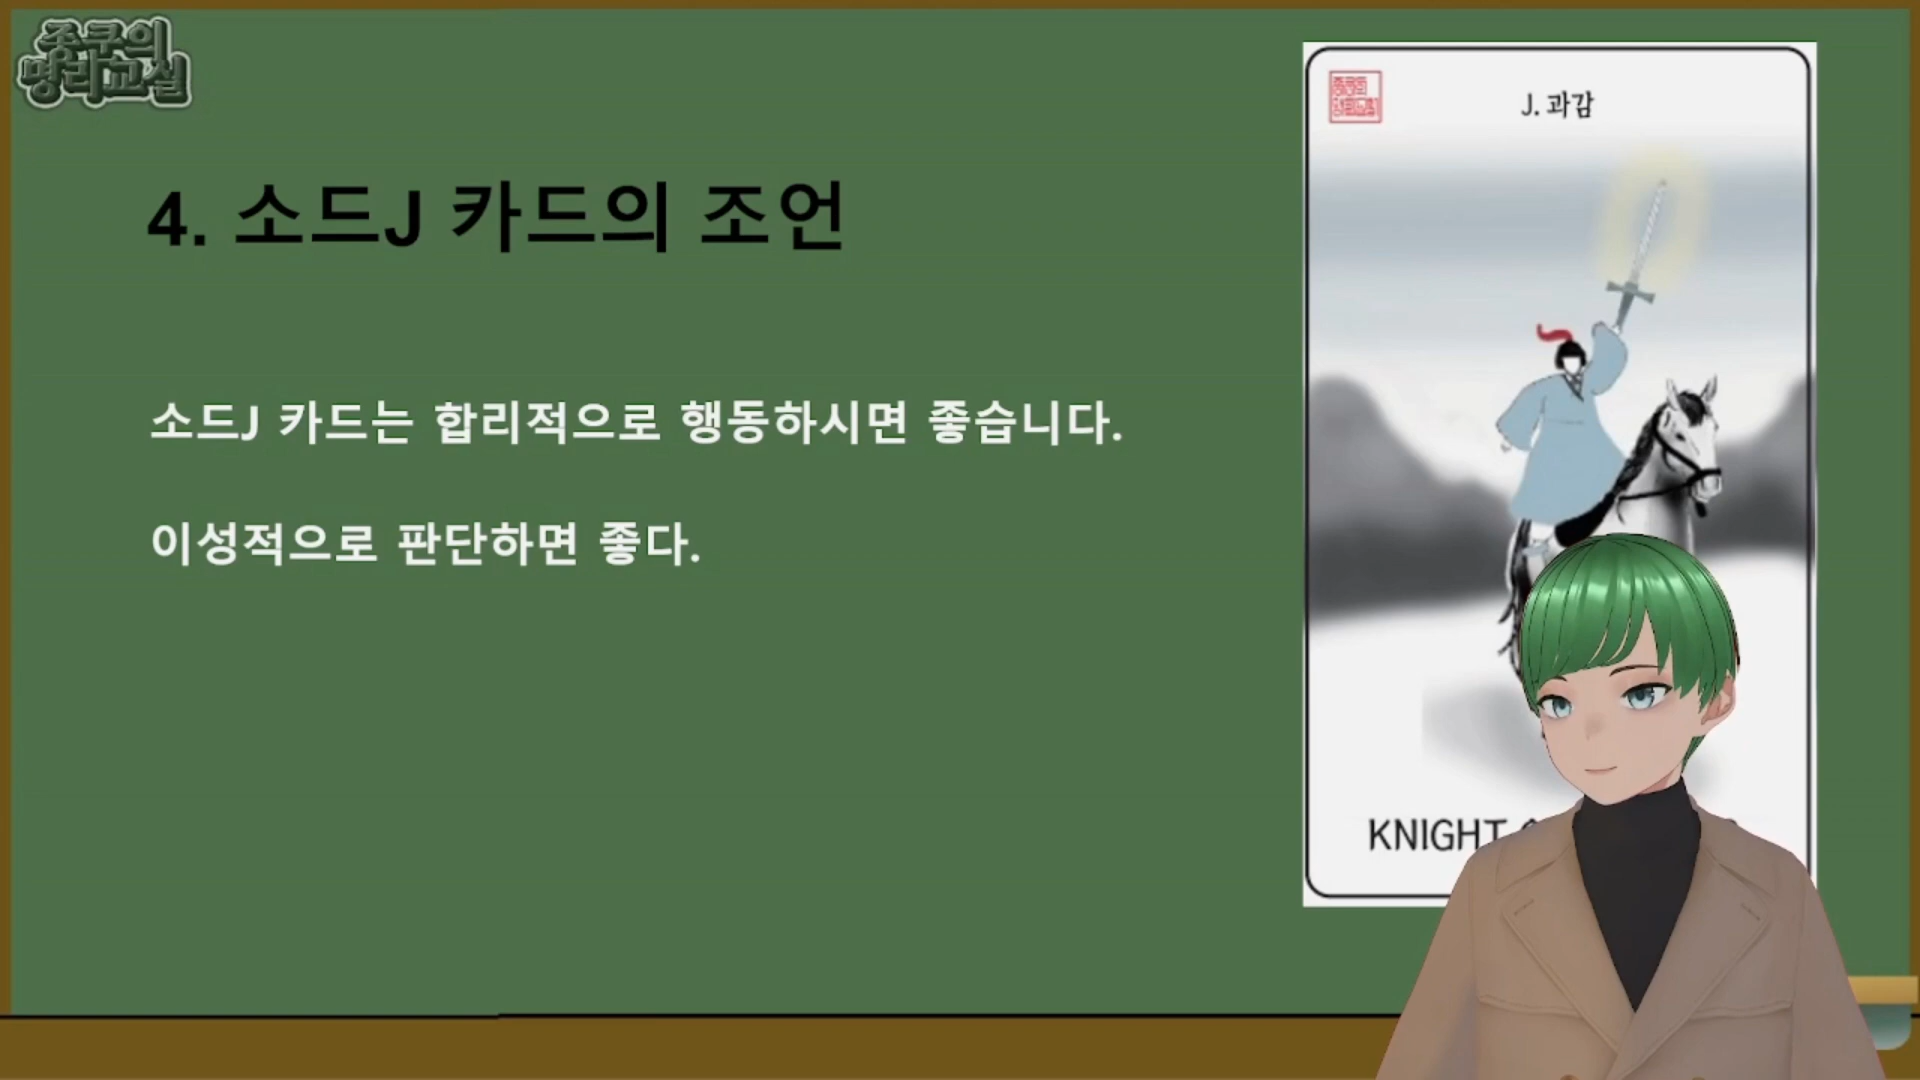 종쿠의
명리교실
J. 과감
4. 소드J 카드의 조언
소드J 카드는 합리적으로 행동하시면 좋습니다.
이성적으로 판단하면 좋다.
KNIGHT